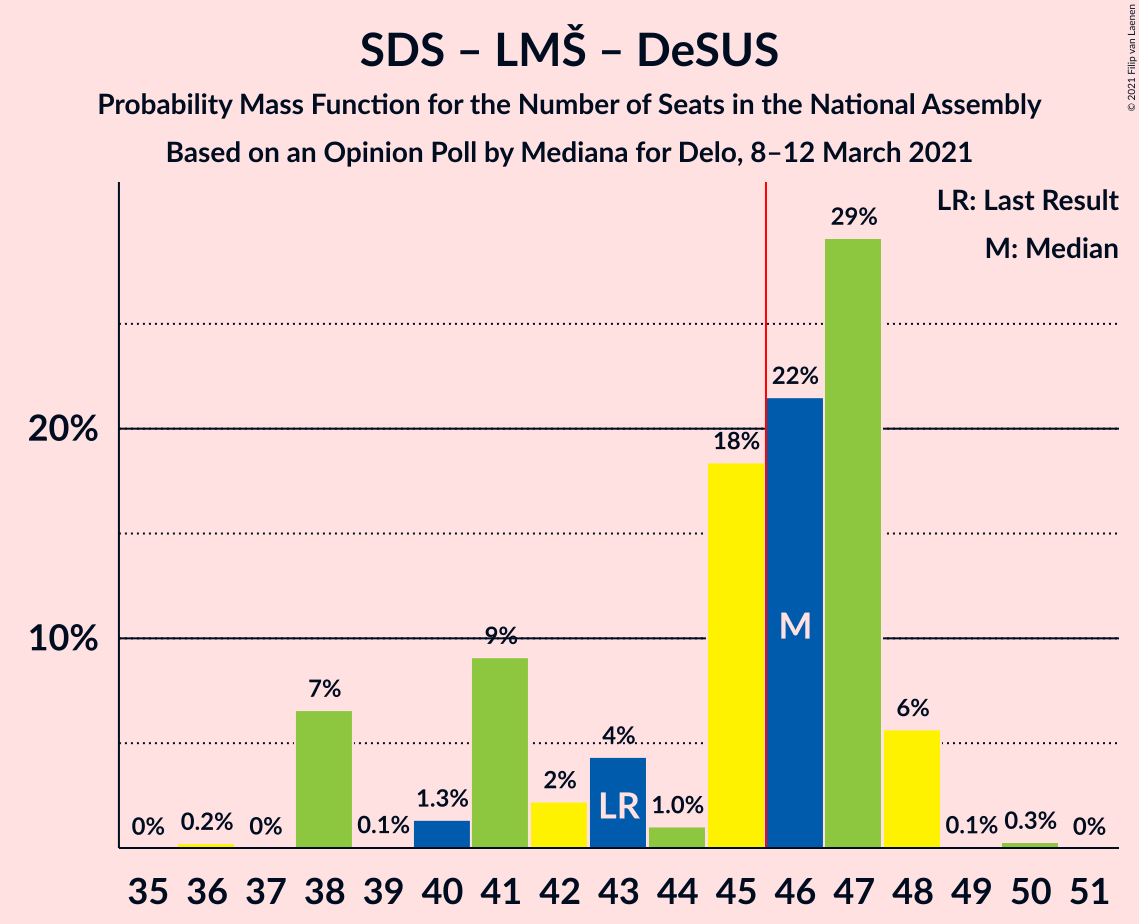 SDS – LMŠ – DeSUS
Probability Mass Function for the Number of Seats in the National Assembly
Based on an Opinion Poll by Mediana for Delo, 8–12 March 2021
© 2021 Filip van Laenen
LR: Last Result
M: Median
20%
10%
0%
0.2%
0%
7%
0.1%
1.3%
9%
2%
4%
1.0%
18%
22%
29%
6%
0.1%
0.3%
0%
LR
M
35 36 37 38 39 40 41 42 43 44 45 46 47 48 49 50 51